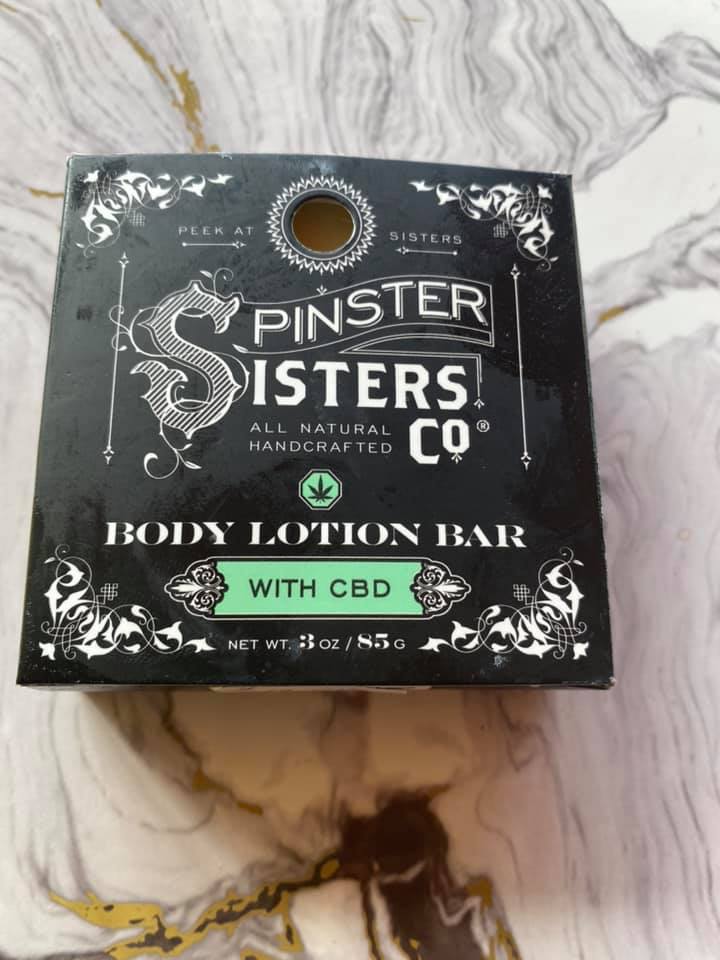 PEEK AT SISTERS
SPINSTER
SISTERS
CO®
ALL NATURAL
HANDCRAFTED
BODY LOTION BAR
WITH CBD
NET WT. 3 OZ / 85 G